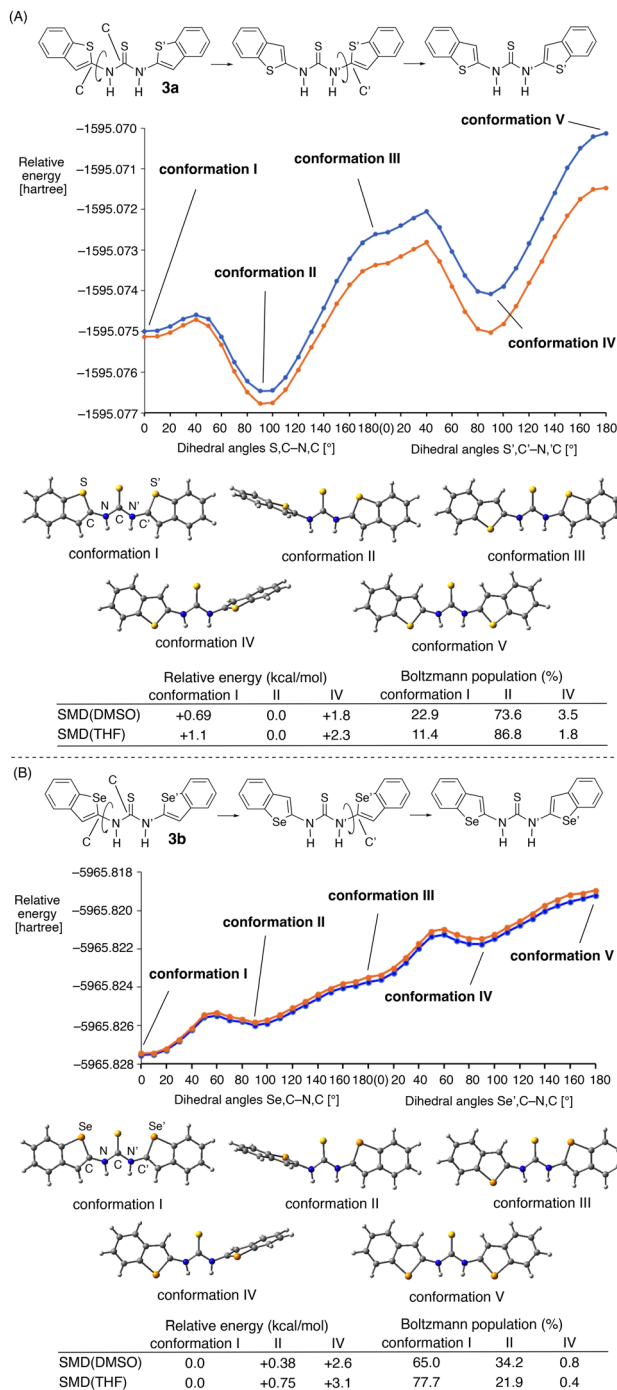 (A)
C
S S S'
N N'
C H H
3a
S S'
N N'
S H H C'
S
N N'
S H H S'
Relative
energy
[hartree]
−1595.070
−1595.071
−1595.072
−1595.073
−1595.074
−1595.075
−1595.076
−1595.077
conformation I
conformation II
conformation III
conformation V
conformation IV
0 20 40 60 80 100 120 140 160 180(0) 20 40 60 80 100 120 140 160 180
Dihedral angles S,C–N,C [°] Dihedral angles S',C'–N,'C [°]
S S'
N N'
C C C'
conformation I conformation II conformation III
conformation IV conformation V
Relative energy (kcal/mol) Boltzmann population (%)
conformation I II IV conformation I II IV
SMD(DMSO) +0.69 0.0 +1.8 22.9 73.6 3.5
SMD(THF) +1.1 0.0 +2.3 11.4 86.8 1.8
(B)
C
Se S Se'
N N'
C H H
3b
S Se'
N N'
Se H H C'
S
N N'
Se H H Se'
Relative
energy
[hartree]
−5965.818
−5965.820
−5965.822
−5965.824
−5965.826
−5965.828
conformation I
conformation II
conformation III
conformation IV
conformation V
0 20 40 60 80 100 120 140 160 180(0) 20 40 60 80 100 120 140 160 180
Dihedral angles Se,C–N,C [°] Dihedral angles Se',C–N,C [°]
Se Se'
N N'
C C C'
conformation I conformation II conformation III
conformation IV conformation V
Relative energy (kcal/mol) Boltzmann population (%)
conformation I II IV conformation I II IV
SMD(DMSO) 0.0 +0.38 +2.6 65.0 34.2 0.8
SMD(THF) 0.0 +0.75 +3.1 77.7 21.9 0.4